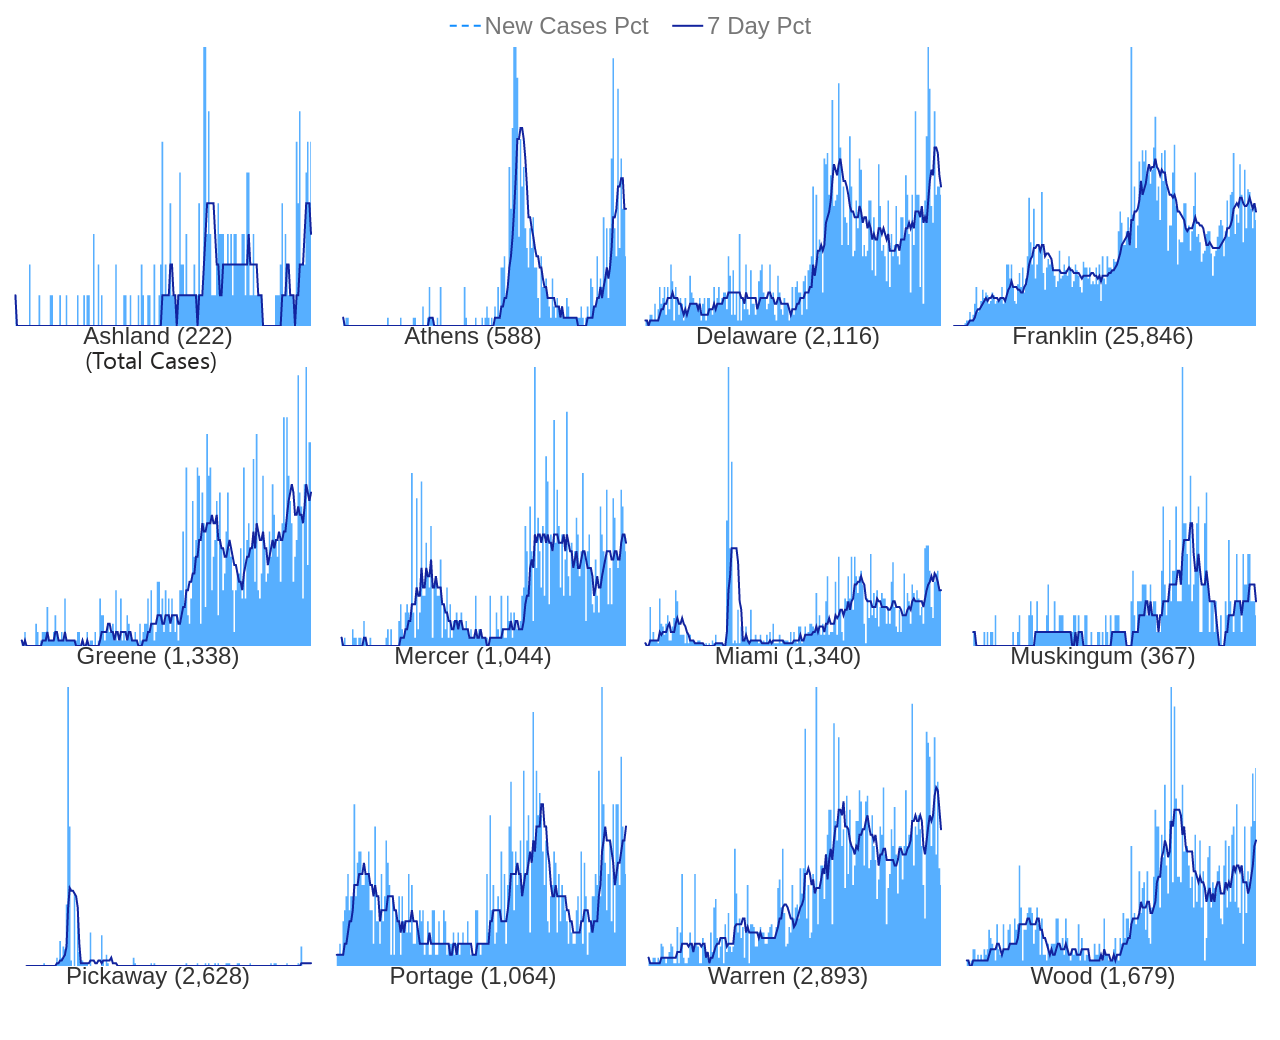 New Cases Pct 7 Day Pct
Ashland (222) Athens (588) Delaware (2,116) Franklin (25,846)
(Total Cases)
Greene (1,338) Mercer (1,044) Miami (1,340) Muskingum (367)
Pickaway (2,628) Portage (1,064) Warren (2,893) Wood (1,679)